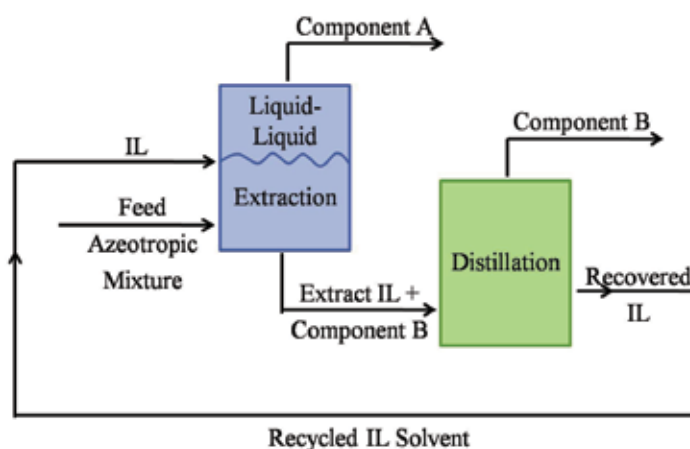 Component A
Liquid-
Liquid
Extraction
IL
Feed
Azeotropic
Mixture
Extract IL +
Component B
Component B
Distillation
Recovered
IL
Recycled IL Solvent